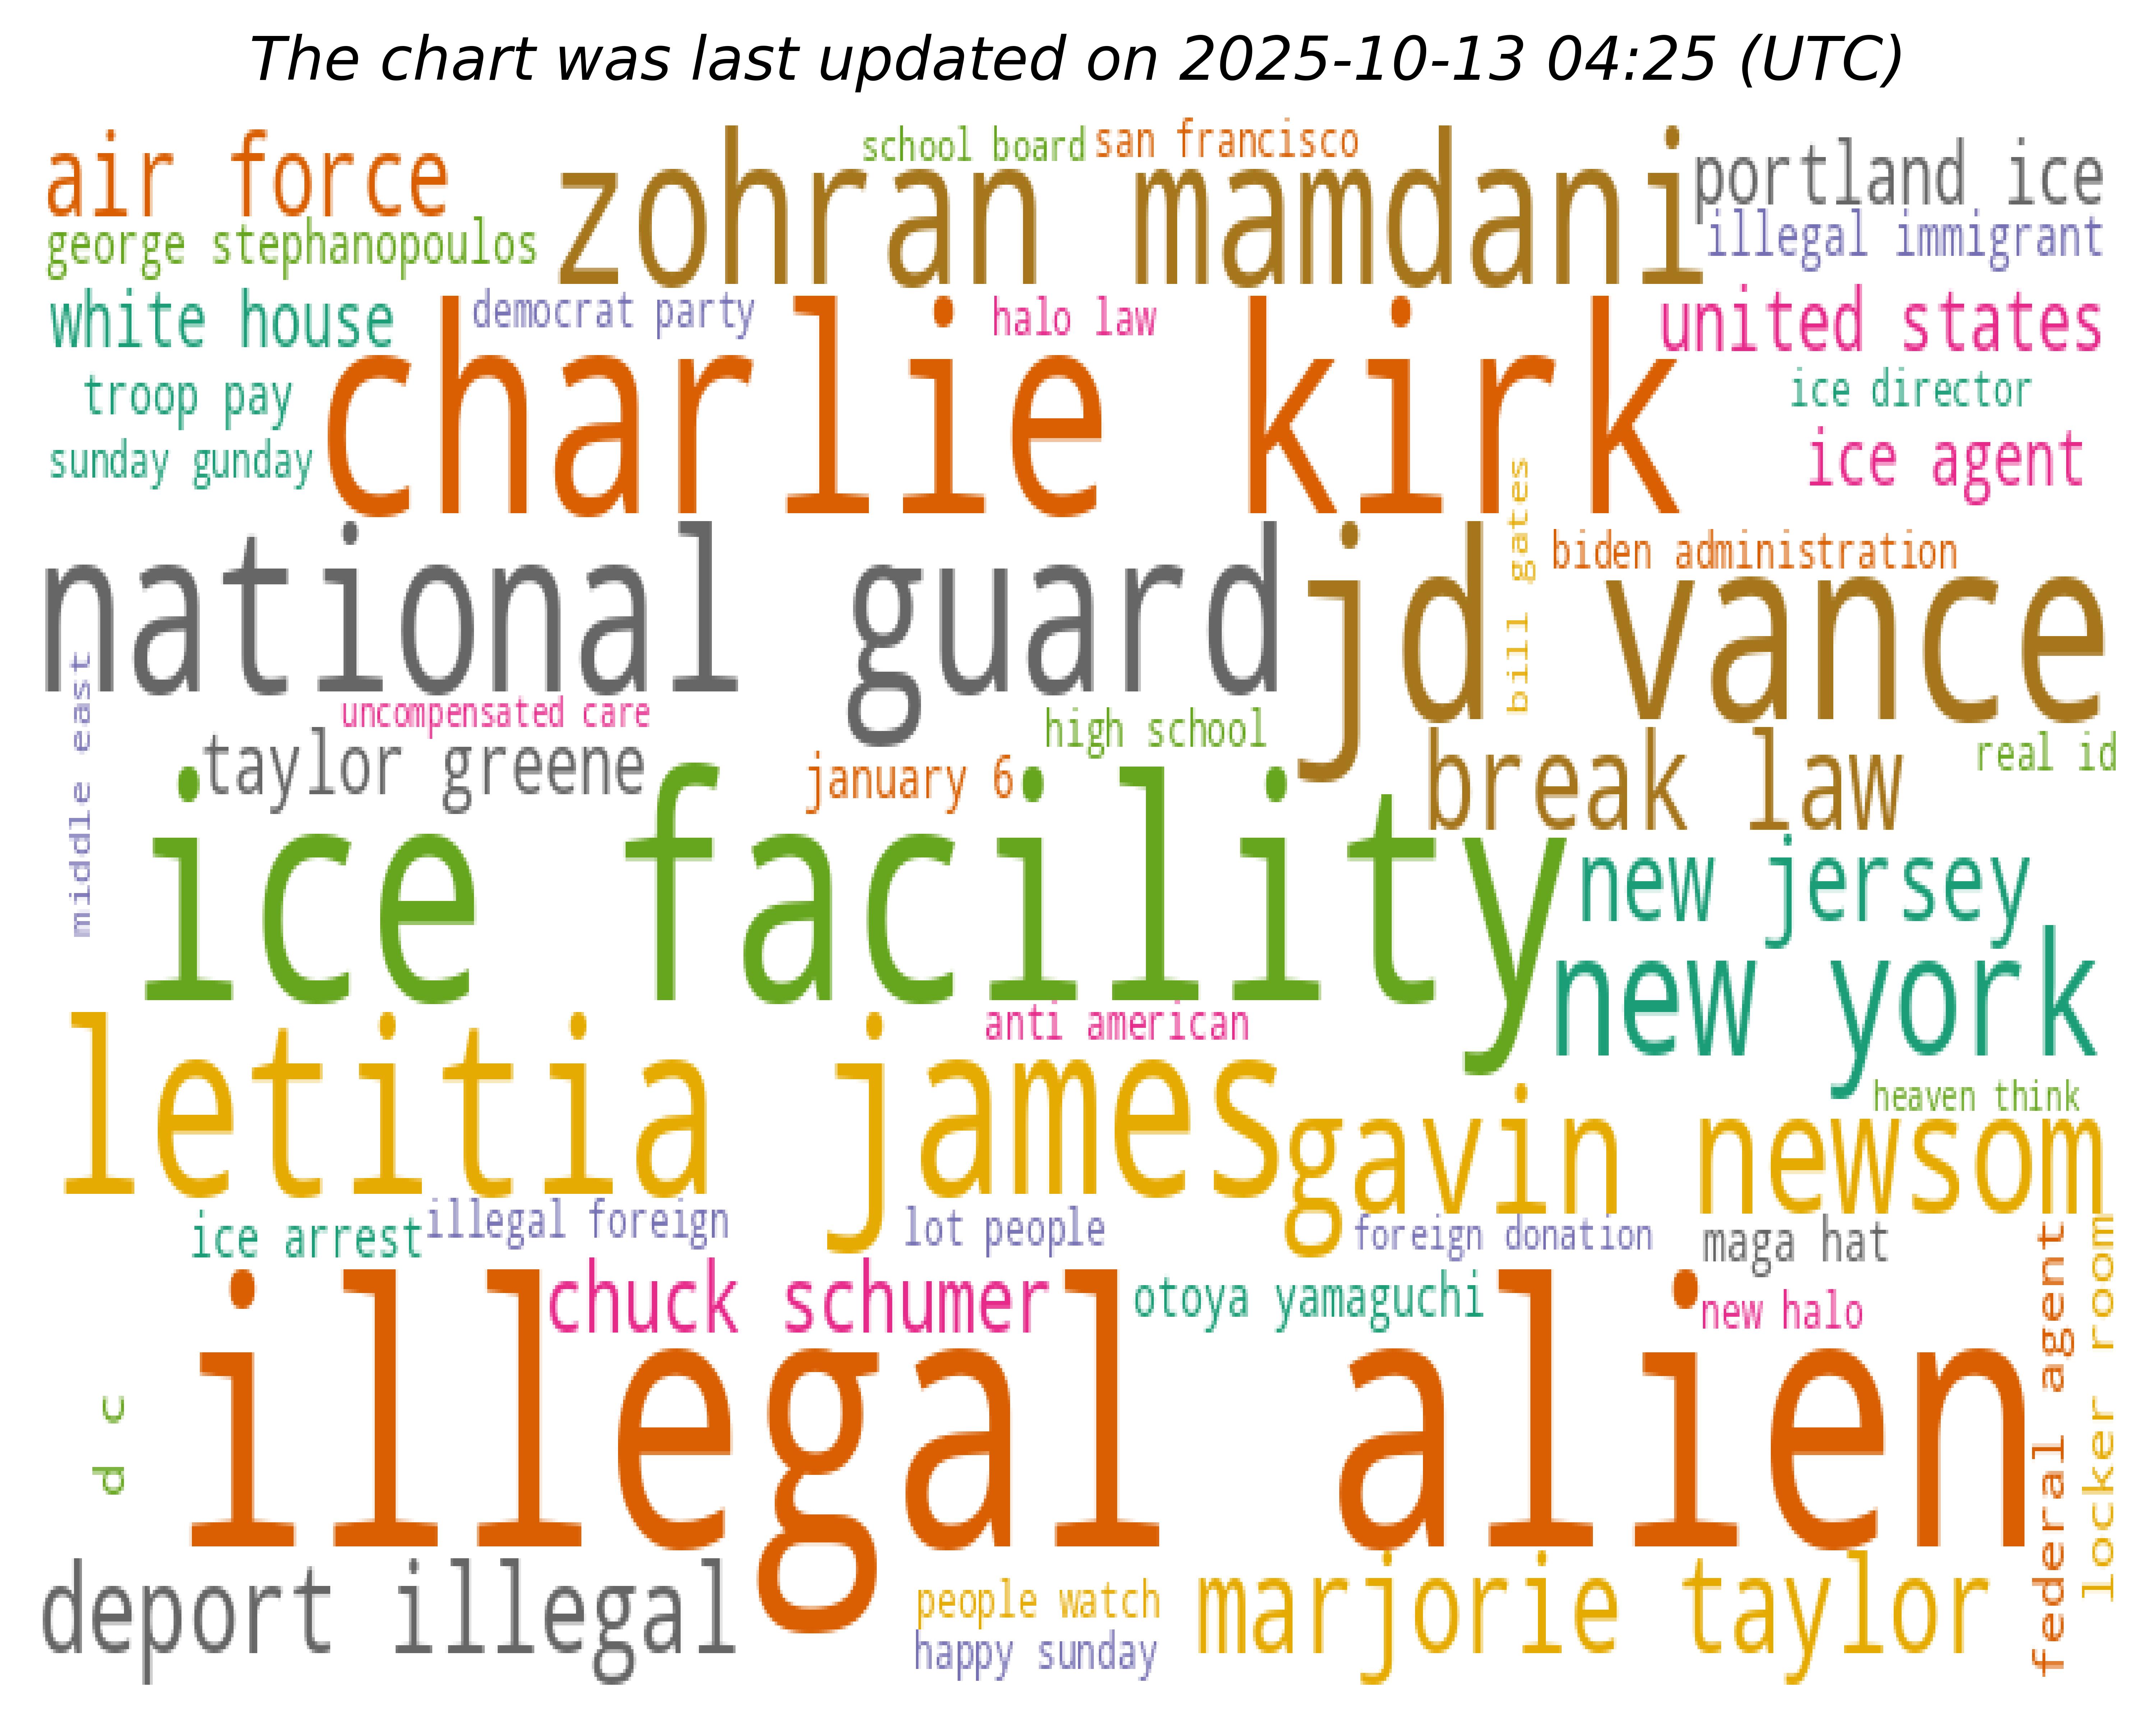 The chart was last updated on 2025-10-13 04:25 (UTC)
school board
san francisco
air force
zohran mamdani
portland ice
george stephanopoulos
illegal immigrant
white house
democrat party
halo law
united states
troop pay
charlie kirk
ice director
sunday gunday
ice agent
bill gates
national guard
jd vance
biden administration
middle east
uncompensated care
high school
taylor greene
january 6
break law
real id
ice facility
new jersey
new york
letitia james
anti american
heaven think
gavin newsom
ice arrest
illegal foreign
lot people
foreign donation
maga hat
federal agent
locker room
chuck schumer
otoya yamaguchi
new halo
illegal alien
d c
deport illegal
people watch
marjorie taylor
happy sunday